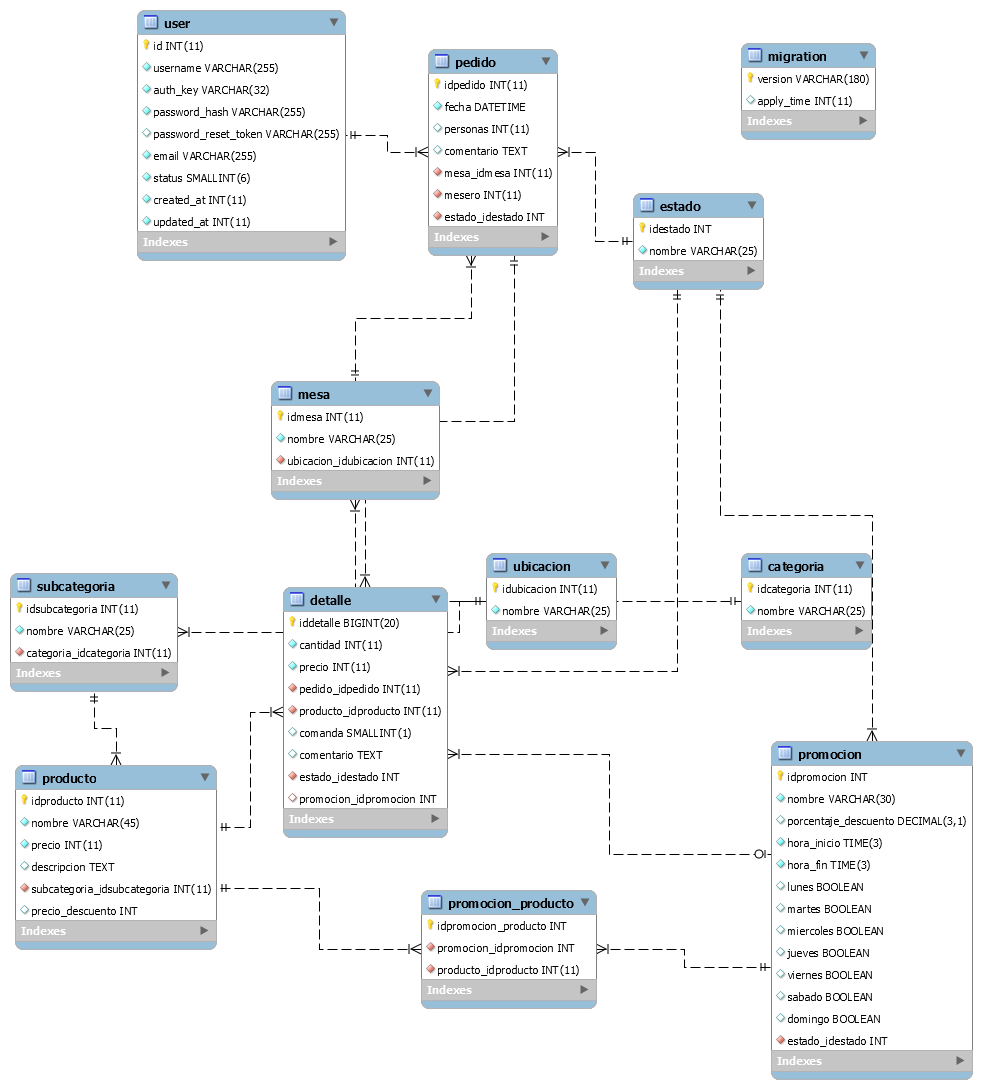 user
id INT(11)
username VARCHAR(255)
auth_key VARCHAR(32)
password_hash VARCHAR(255)
password_reset_token VARCHAR(255)
email VARCHAR(255)
status SMALLINT(6)
created_at INT(11)
updated_at INT(11)
Indexes
pedido
idpedido INT(11)
fecha DATETIME
personas INT(11)
comentario TEXT
mesa_idmesa INT(11)
mesero INT(11)
estado_idestado INT
Indexes
migration
version VARCHAR(180)
apply_time INT(11)
Indexes
estado
idestado INT
nombre VARCHAR(25)
Indexes
mesa
idmesa INT(11)
nombre VARCHAR(25)
ubicacion_idubicacion INT(11)
Indexes
subcategoria
idsubcategoria INT(11)
nombre VARCHAR(25)
categoria_idcategoria INT(11)
Indexes
detalle
iddetalle BIGINT(20)
cantidad INT(11)
precio INT(11)
pedido_idpedido INT(11)
producto_idproducto INT(11)
comanda SMALLINT(1)
comentario TEXT
estado_idestado INT
promocion_idpromocion INT
Indexes
ubicacion
idubicacion INT(11)
nombre VARCHAR(25)
Indexes
categoria
idcategoria INT(11)
nombre VARCHAR(25)
Indexes
producto
idproducto INT(11)
nombre VARCHAR(45)
precio INT(11)
descripcion TEXT
subcategoria_idsubcategoria INT(11)
precio_descuento INT
Indexes
promocion_producto
idpromocion_producto INT
promocion_idpromocion INT
producto_idproducto INT(11)
Indexes
promocion
idpromocion INT
nombre VARCHAR(30)
porcentaje_descuento DECIMAL(3,1)
hora_inicio TIME(3)
hora_fin TIME(3)
lunes BOOLEAN
martes BOOLEAN
miercoles BOOLEAN
jueves BOOLEAN
viernes BOOLEAN
sabado BOOLEAN
domingo BOOLEAN
estado_idestado INT
Indexes